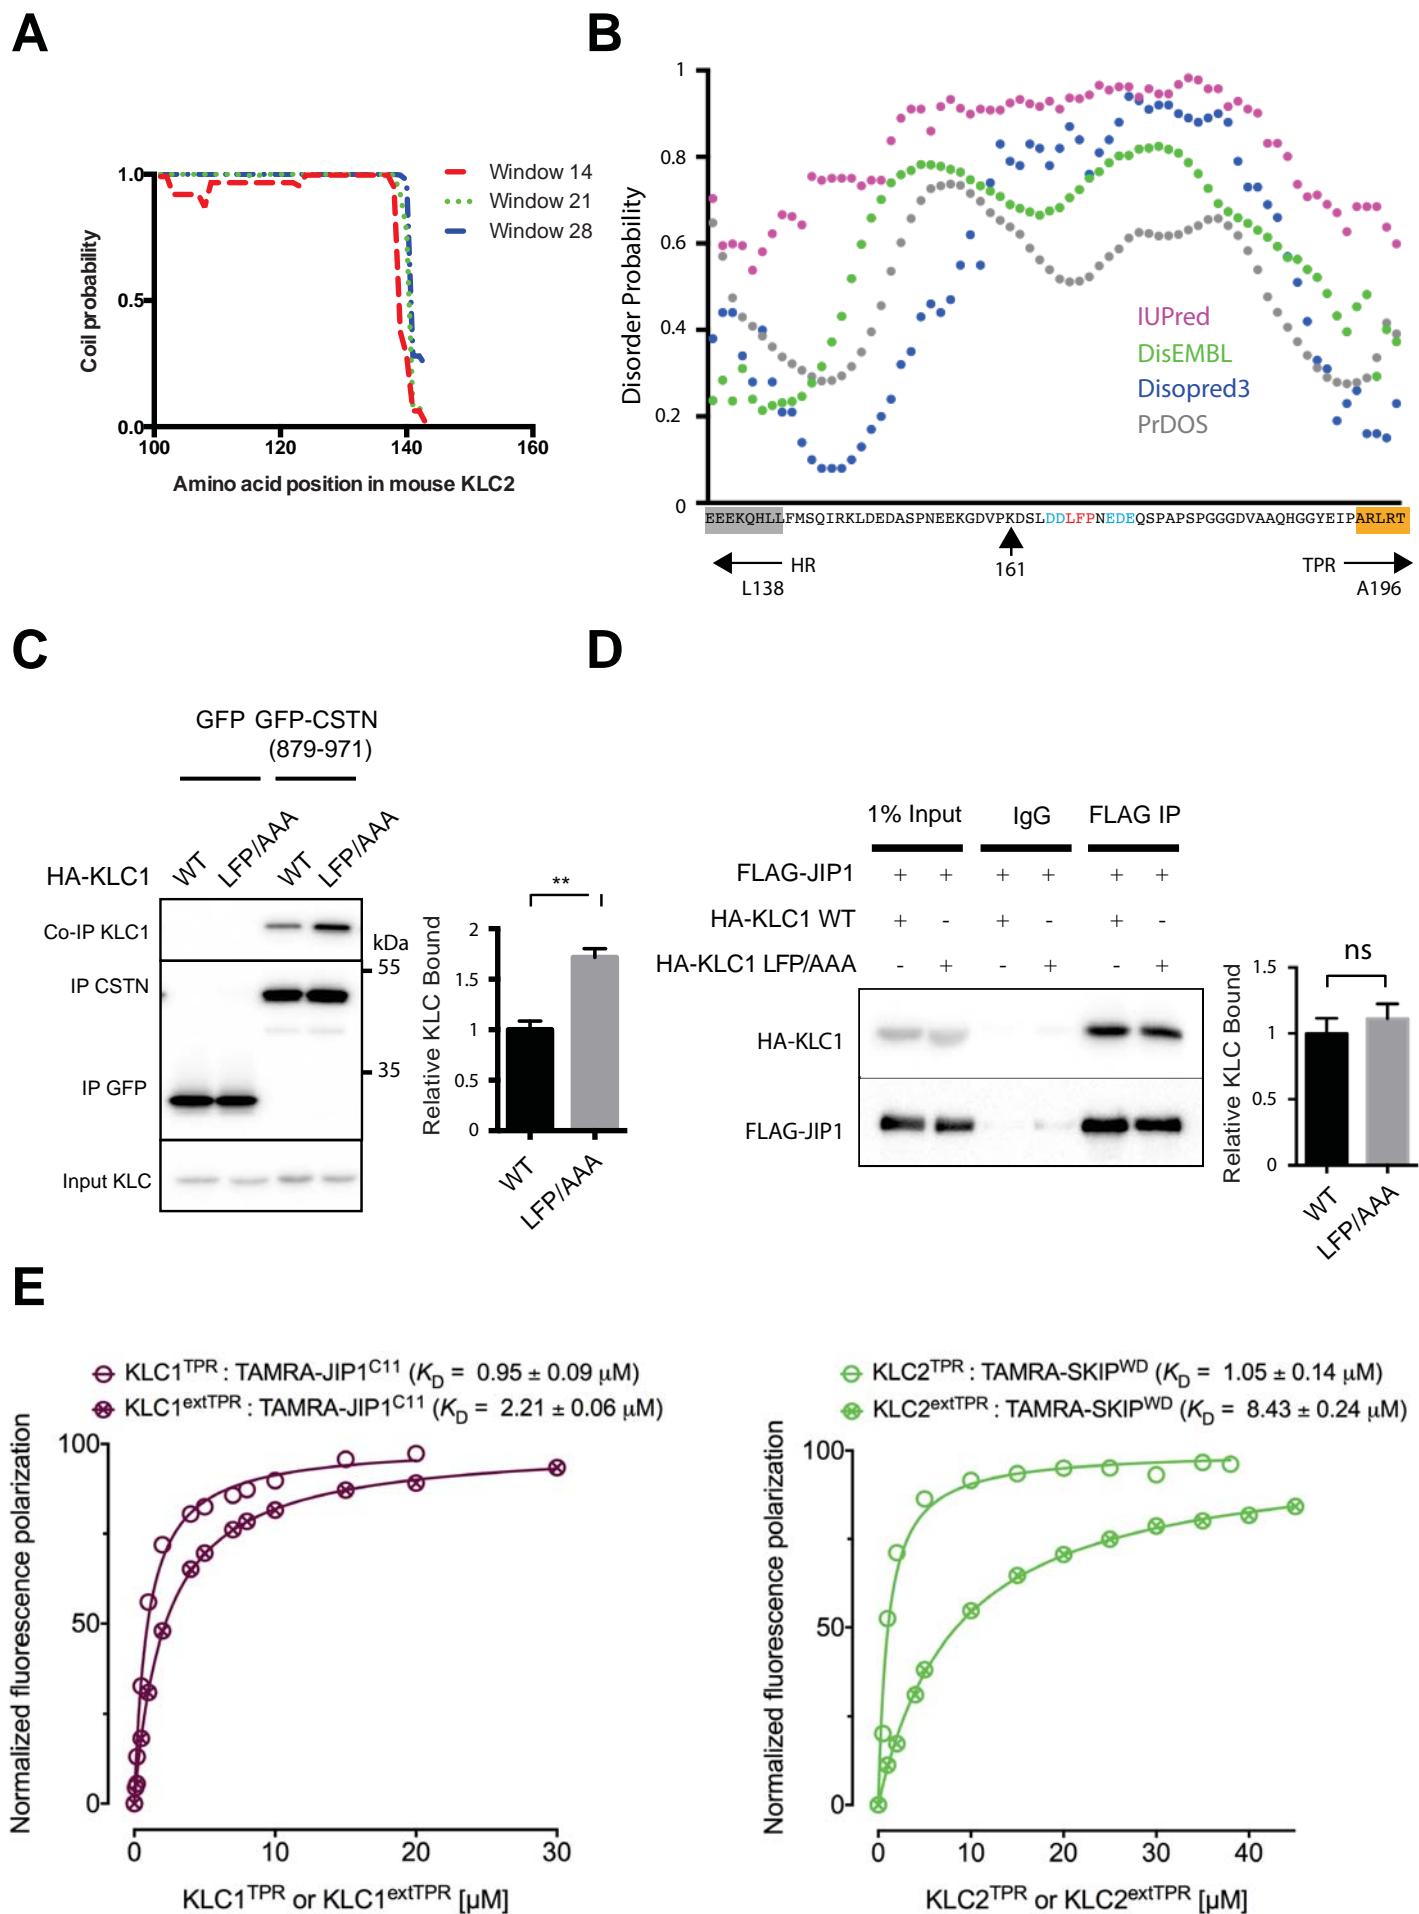 A
1.0
0.5
0.0
100
120
140
160
Coil probability
Amino acid position in mouse KLC2
Window 14
Window 21
Window 28
B
1
0.8
0.6
0.4
0.2
0
Disorder Probability
IUPred
DisEMBL
Disopred3
PrDOS
EEEKQHLLFMSQIRKLDEDASPNEEKGDVPKDSLDDLFPNEDEQSPAPSPGGGDVAAQHGGYEIPARLRT
HR
L138
161
TPR
A196
C
GFP GFP-CSTN
(879-971)
HA-KLC1
WT
LFP/AAA
WT
LFP/AAA
Co-IP KLC1
IP CSTN
IP GFP
Input KLC
kDa
55
35
**
2
1.5
1
0.5
0
Relative KLC Bound
WT
LFP/AAA
D
1% Input IgG FLAG IP
FLAG-JIP1 + + + + + +
HA-KLC1 WT + - + - + -
HA-KLC1 LFP/AAA - + - + - +
HA-KLC1
FLAG-JIP1
ns
1.5
1
0.5
0
Relative KLC Bound
WT
LFP/AAA
E
KLC1TPR : TAMRA-JIP1C11 (KD = 0.95 ± 0.09 µM)
KLC1extTPR : TAMRA-JIP1C11 (KD = 2.21 ± 0.06 µM)
100
50
0
0
10
20
30
Normalized fluorescence polarization
KLC1TPR or KLC1extTPR [µM]
KLC2TPR : TAMRA-SKIPWD (KD = 1.05 ± 0.14 µM)
KLC2extTPR : TAMRA-SKIPWD (KD = 8.43 ± 0.24 µM)
100
50
0
0
10
20
30
40
Normalized fluorescence polarization
KLC2TPR or KLC2extTPR [µM]